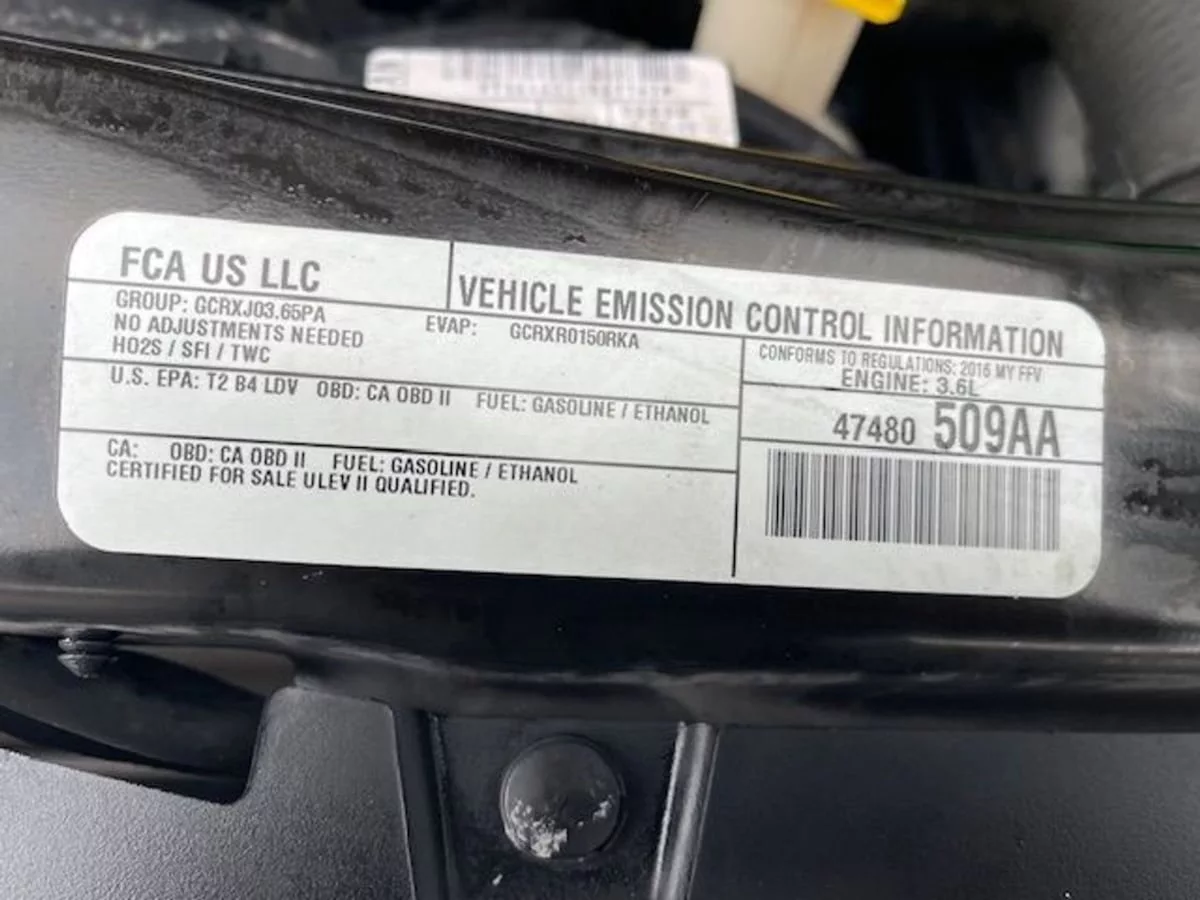 FCA US LLC
VEHICLE EMISSION CONTROL INFORMATION
GROUP: GCRXJ03.65PA
EVAP: GCRXR0150RKA
NO ADJUSTMENTS NEEDED
HO2S / SFI / TWC
CONFORMS TO REGULATIONS: 2016 MY FFV
ENGINE: 3.6L
U.S. EPA: T2 B4 LDV OBD: CA OBD II FUEL: GASOLINE / ETHANOL
47480 509AA
CA: OBD: CA OBD II FUEL: GASOLINE / ETHANOL
CERTIFIED FOR SALE ULEV II QUALIFIED.